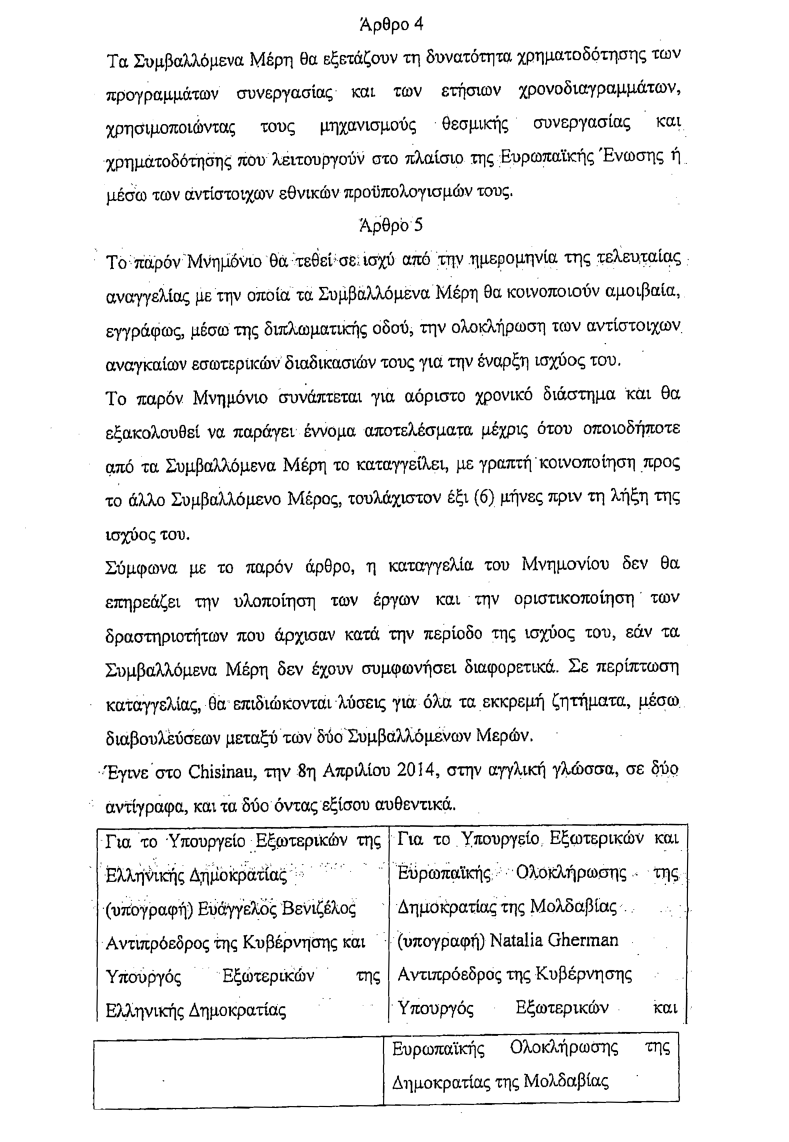 Άρθρο 4
Τα Συμβαλλόμενα Μέρη θα εξετάζουν τη δυνατότητα χρηματοδότησης των
προγραμμάτων συνεργασίας και των ετήσιων χρονοδιαγραμμάτων,
χρησιμοποιώντας τους μηχανισμούς θεσμικής συνεργασίας και
χρηματοδότησης που λειτουργούν στο πλαίσιο της Ευρωπαϊκής Ένωσης ή
μέσω των αντίστοιχων εθνικών προϋπολογισμών τους.
Άρθρο 5
Το παρόν Μνημόνιο θα τεθεί σε ισχύ από την ημερομηνία της τελευταίας
αναγγελίας με την οποία τα Συμβαλλόμενα Μέρη θα κοινοποιούν αμοιβαία,
εγγράφως, μέσω της διπλωματικής οδού, την ολοκλήρωση των αντίστοιχων
αναγκαίων εσωτερικών διαδικασιών τους για την έναρξη ισχύος του.
Το παρόν Μνημόνιο συνάπτεται για αόριστο χρονικό διάστημα και θα
εξακολουθεί να παράγει έννομα αποτελέσματα μέχρις ότου οποιοδήποτε
από τα Συμβαλλόμενα Μέρη το καταγγείλει, με γραπτή κοινοποίηση προς
το άλλο Συμβαλλόμενο Μέρος, τουλάχιστον έξι (6) μήνες πριν τη λήξη της
ισχύος του.
Σύμφωνα με το παρόν άρθρο, η καταγγελία του Μνημονίου δεν θα
επηρεάζει την υλοποίηση των έργων και την οριστικοποίηση των
δραστηριοτήτων που άρχισαν κατά την περίοδο της ισχύος του, εάν τα
Συμβαλλόμενα Μέρη δεν έχουν συμφωνήσει διαφορετικά. Σε περίπτωση
καταγγελίας, θα επιδιώκονται λύσεις για όλα τα εκκρεμή ζητήματα, μέσω
διαβουλεύσεων μεταξύ των δύο Συμβαλλόμενων Μερών.
Έγινε στο Chisinau, την 8η Απριλίου 2014, στην αγγλική γλώσσα, σε δύο
αντίγραφα, και τα δύο όντας εξίσου αυθεντικά.
Για το Υπουργείο Εξωτερικών της
Ελληνικής Δημοκρατίας
(υπογραφή) Ευάγγελος Βενιζέλος
Αντιπρόεδρος της Κυβέρνησης και
Υπουργός Εξωτερικών της
Ελληνικής Δημοκρατίας
Για το Υπουργείο Εξωτερικών και
Ευρωπαϊκής Ολοκλήρωσης της
Δημοκρατίας της Μολδαβίας
(υπογραφή) Natalia Gherman
Αντιπρόεδρος της Κυβέρνησης
Υπουργός Εξωτερικών και
Ευρωπαϊκής Ολοκλήρωσης της
Δημοκρατίας της Μολδαβίας